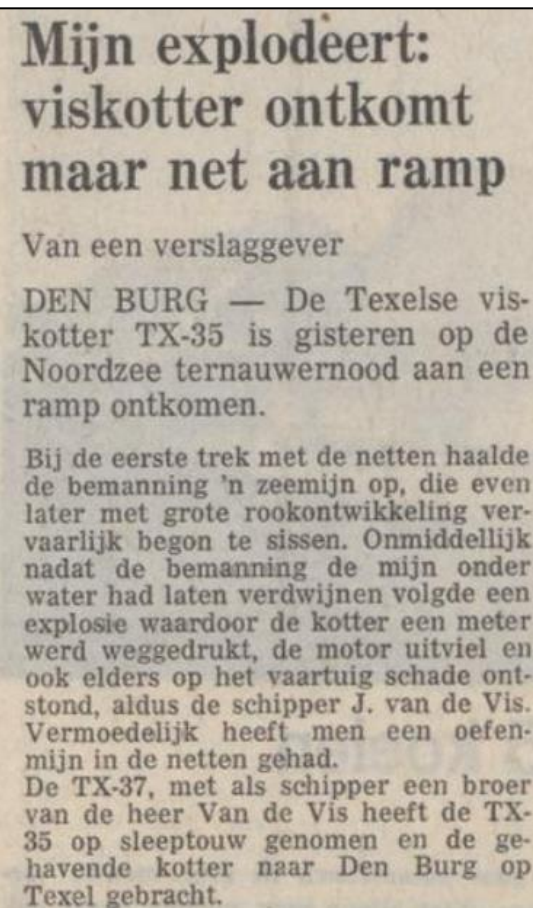 Mijn explodeert:
viskotter ontkomt
maar net aan ramp
Van een verslaggever
DEN BURG — De Texelse vis-
kotter TX-35 is gisteren op de
Noordzee ternauwernood aan een
ramp ontkomen.
Bij de eerste trek met de netten haalde
de bemanning 'n zeemijn op, die even
later met grote rookontwikkeling ver-
vaarlijk begon te sissen. Onmiddellijk
nadat de bemanning de mijn onder
water had laten verdwijnen volgde een
explosie waardoor de kotter een meter
werd weggedrukt, de motor uitviel en
ook elders op het vaartuig schade ont-
stond, aldus de schipper J. van de Vis.
Vermoedelijk heeft men een oefen-
mijn in de netten gehad.
De TX-37, met als schipper een broer
van de heer Van de Vis heeft de TX-
35 op sleeptouw genomen en de ge-
havende kotter naar Den Burg op
Texel gebracht.